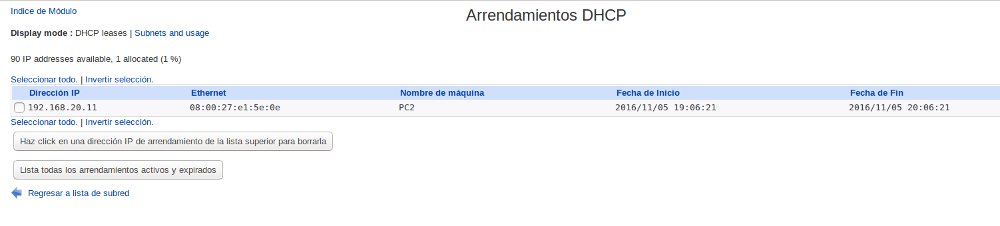 Indice de Módulo
Arrendamientos DHCP
Display mode : DHCP leases | Subnets and usage
90 IP addresses available, 1 allocated (1 %)
Seleccionar todo. | Invertir selección.
Dirección IP Ethernet Nombre de máquina Fecha de Inicio Fecha de Fin
192.168.20.11 08:00:27:e1:5e:0e PC2 2016/11/05 19:06:21 2016/11/05 20:06:21
Seleccionar todo. | Invertir selección.
Haz click en una dirección IP de arrendamiento de la lista superior para borrarla
Lista todas los arrendamientos activos y expirados
Regresar a lista de subred